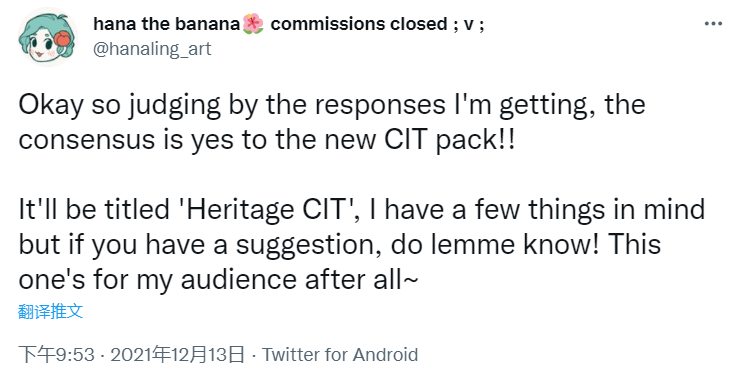 hana the banana🌺 commissions closed ; v ;
@hanaling_art
Okay so judging by the responses I'm getting, the
consensus is yes to the new CIT pack!!
It'll be titled 'Heritage CIT', I have a few things in mind
but if you have a suggestion, do lemme know! This
one's for my audience after all~
翻译推文
下午9:53 · 2021年12月13日 · Twitter for Android